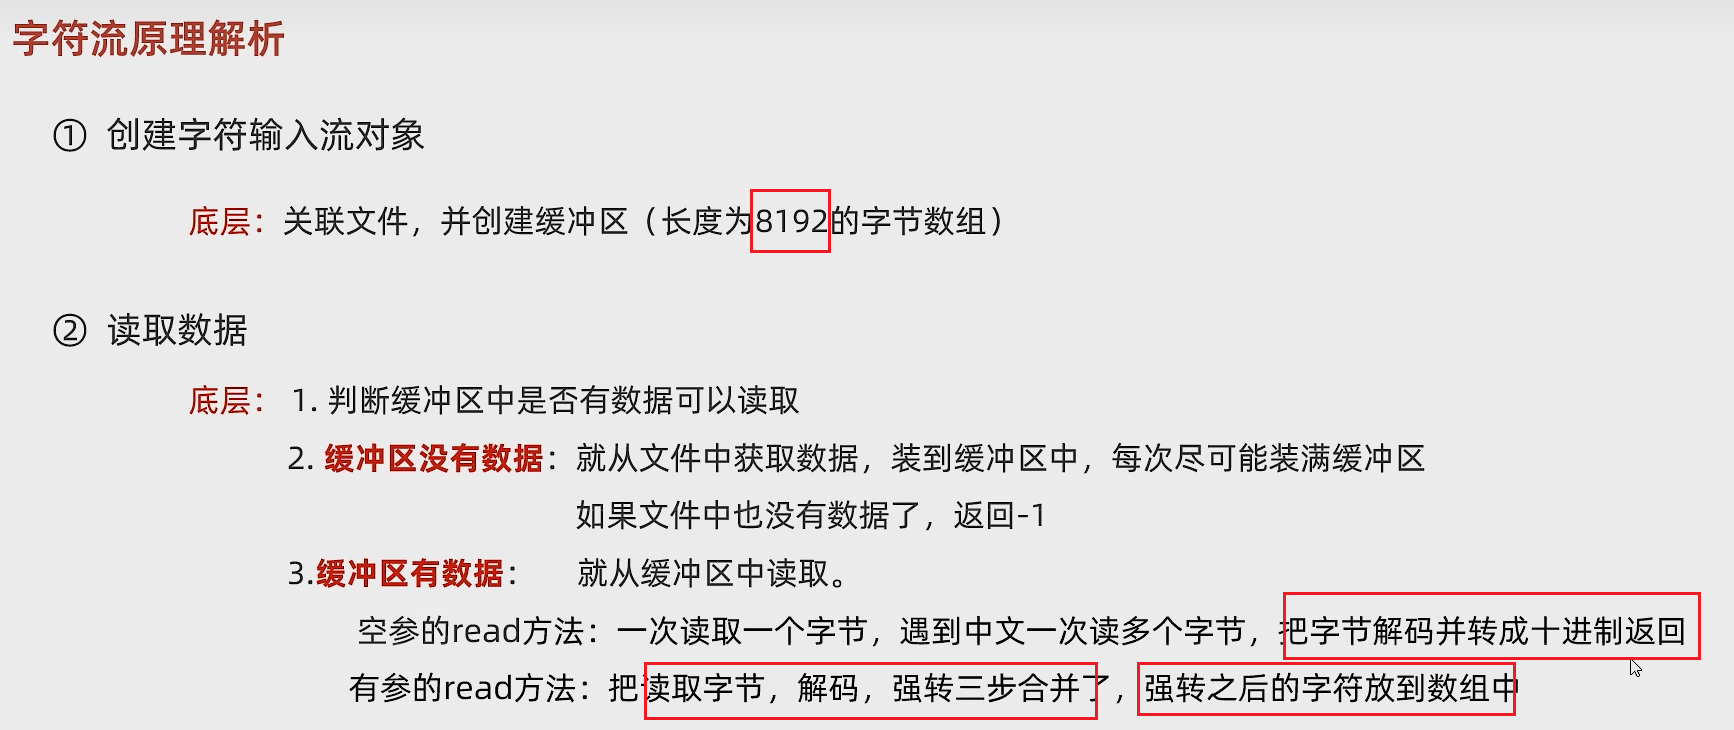 字符流原理解析
① 创建字符输入流对象
底层：关联文件，并创建缓冲区（长度为8192的字节数组）
② 读取数据
底层： 1. 判断缓冲区中是否有数据可以读取
2. 缓冲区没有数据：就从文件中获取数据，装到缓冲区中，每次尽可能装满缓冲区
如果文件中也没有数据了，返回-1
3.缓冲区有数据： 就从缓冲区中读取。
空参的read方法：一次读取一个字节，遇到中文一次读多个字节，把字节解码并转成十进制返回
有参的read方法：把读取字节，解码，强转三步合并了，强转之后的字符放到数组中